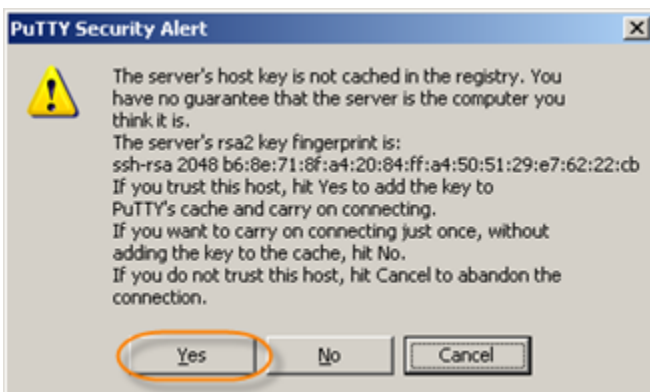 PuTTY Security Alert
The server's host key is not cached in the registry. You
have no guarantee that the server is the computer you
think it is.
The server's rsa2 key fingerprint is:
ssh-rsa 2048 b6:8e:71:8f:a4:20:84:ff:a4:50:51:29:e7:62:22:cb
If you trust this host, hit Yes to add the key to
PuTTY's cache and carry on connecting.
If you want to carry on connecting just once, without
adding the key to the cache, hit No.
If you do not trust this host, hit Cancel to abandon the
connection.
Yes No Cancel